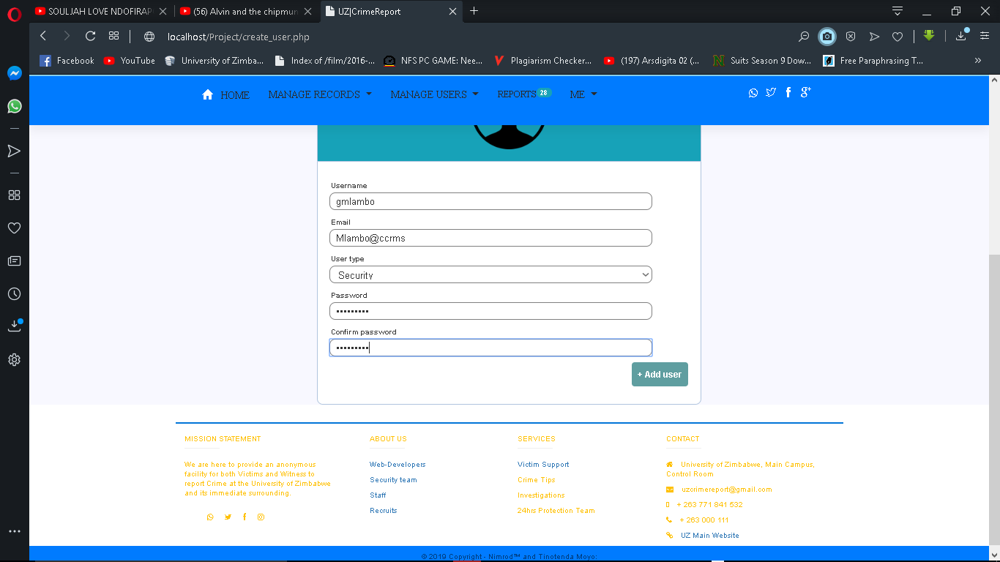 SOULJAH LOVE NDOFIRAP
(56) Alvin and the chipmun
UZ|CrimeReport
localhost/Project/create_user.php
Facebook
YouTube
University of Zimba...
Index of /film/2016-...
NFS PC GAME: Nee...
Plagiarism Checker...
(197) Arsdigita 02 (...
Suits Season 9 Dow...
Free Paraphrasing T...
»
HOME
MANAGE RECORDS
MANAGE USERS
REPORTS 28
ME
Username
gmlambo
Email
Mlambo@ccrms
User type
Security
Password
•••••••••
Confirm password
•••••••••
+ Add user
MISSION STATEMENT
We are here to provide an anonymous
facility for both Victims and Witness to
report Crime at the University of Zimbabwe
and its immediate surrounding.
ABOUT US
Web-Developers
Security team
Staff
Recruits
SERVICES
Victim Support
Crime Tips
Investigations
24hrs Protection Team
CONTACT
University of Zimbabwe, Main Campus,
Control Room
uzcrimereport@gmail.com
+ 263 771 841 532
+ 263 000 111
UZ Main Website
© 2019 Copyright - Nimrod™ and Tinotenda Moyo: